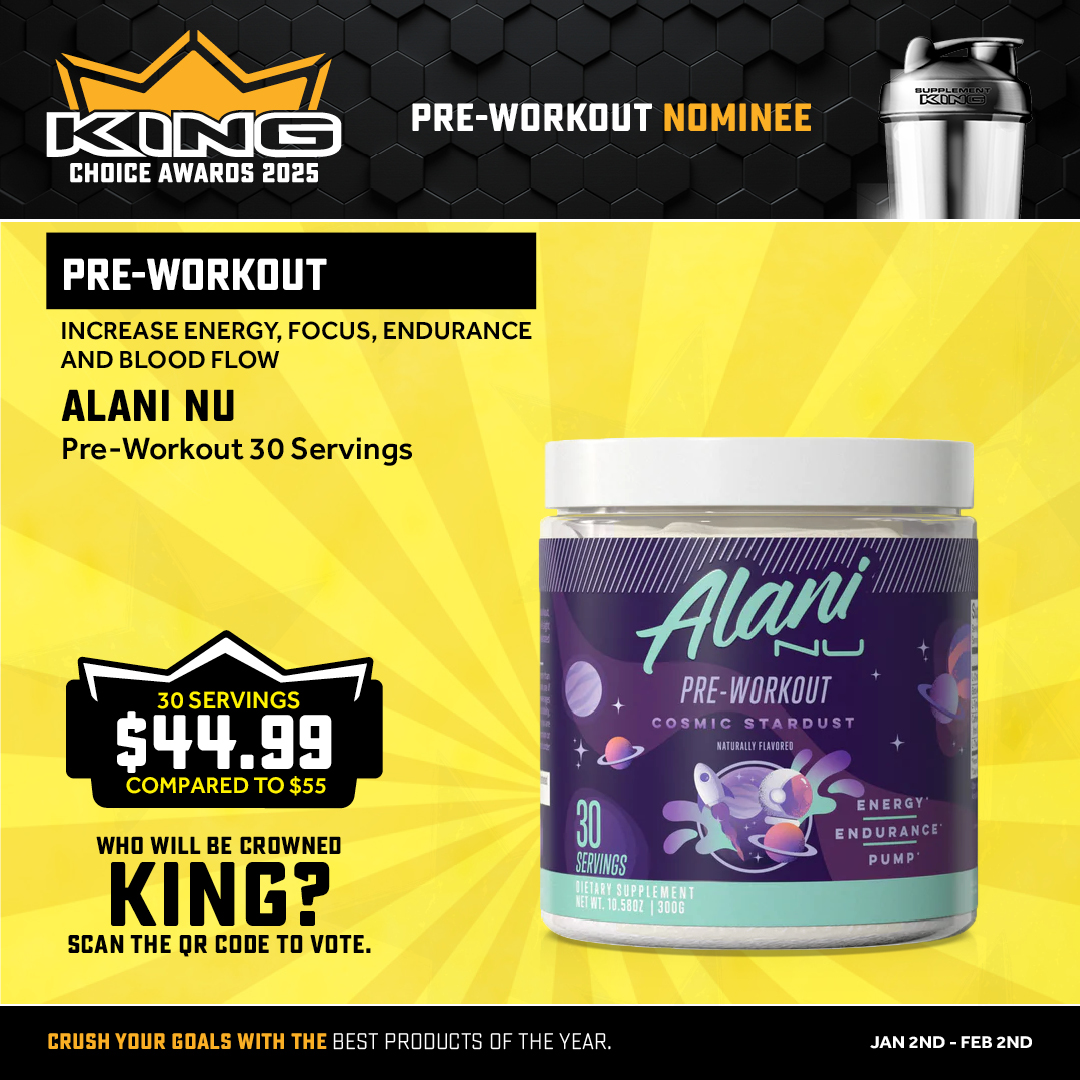 KING
CHOICE AWARDS 2025
PRE-WORKOUT NOMINEE
SUPPLEMENT
KING
PRE-WORKOUT
INCREASE ENERGY, FOCUS, ENDURANCE
AND BLOOD FLOW
ALANI NU
Pre-Workout 30 Servings
Alani
NU
PRE-WORKOUT
COSMIC STARDUST
NATURALLY FLAVORED
30
SERVINGS
ENERGY*
ENDURANCE*
PUMP*
DIETARY SUPPLEMENT
NET WT. 10.58OZ | 300G
30 SERVINGS
$44.99
COMPARED TO $55
WHO WILL BE CROWNED
KING?
SCAN THE QR CODE TO VOTE.
CRUSH YOUR GOALS WITH THE BEST PRODUCTS OF THE YEAR.
JAN 2ND - FEB 2ND